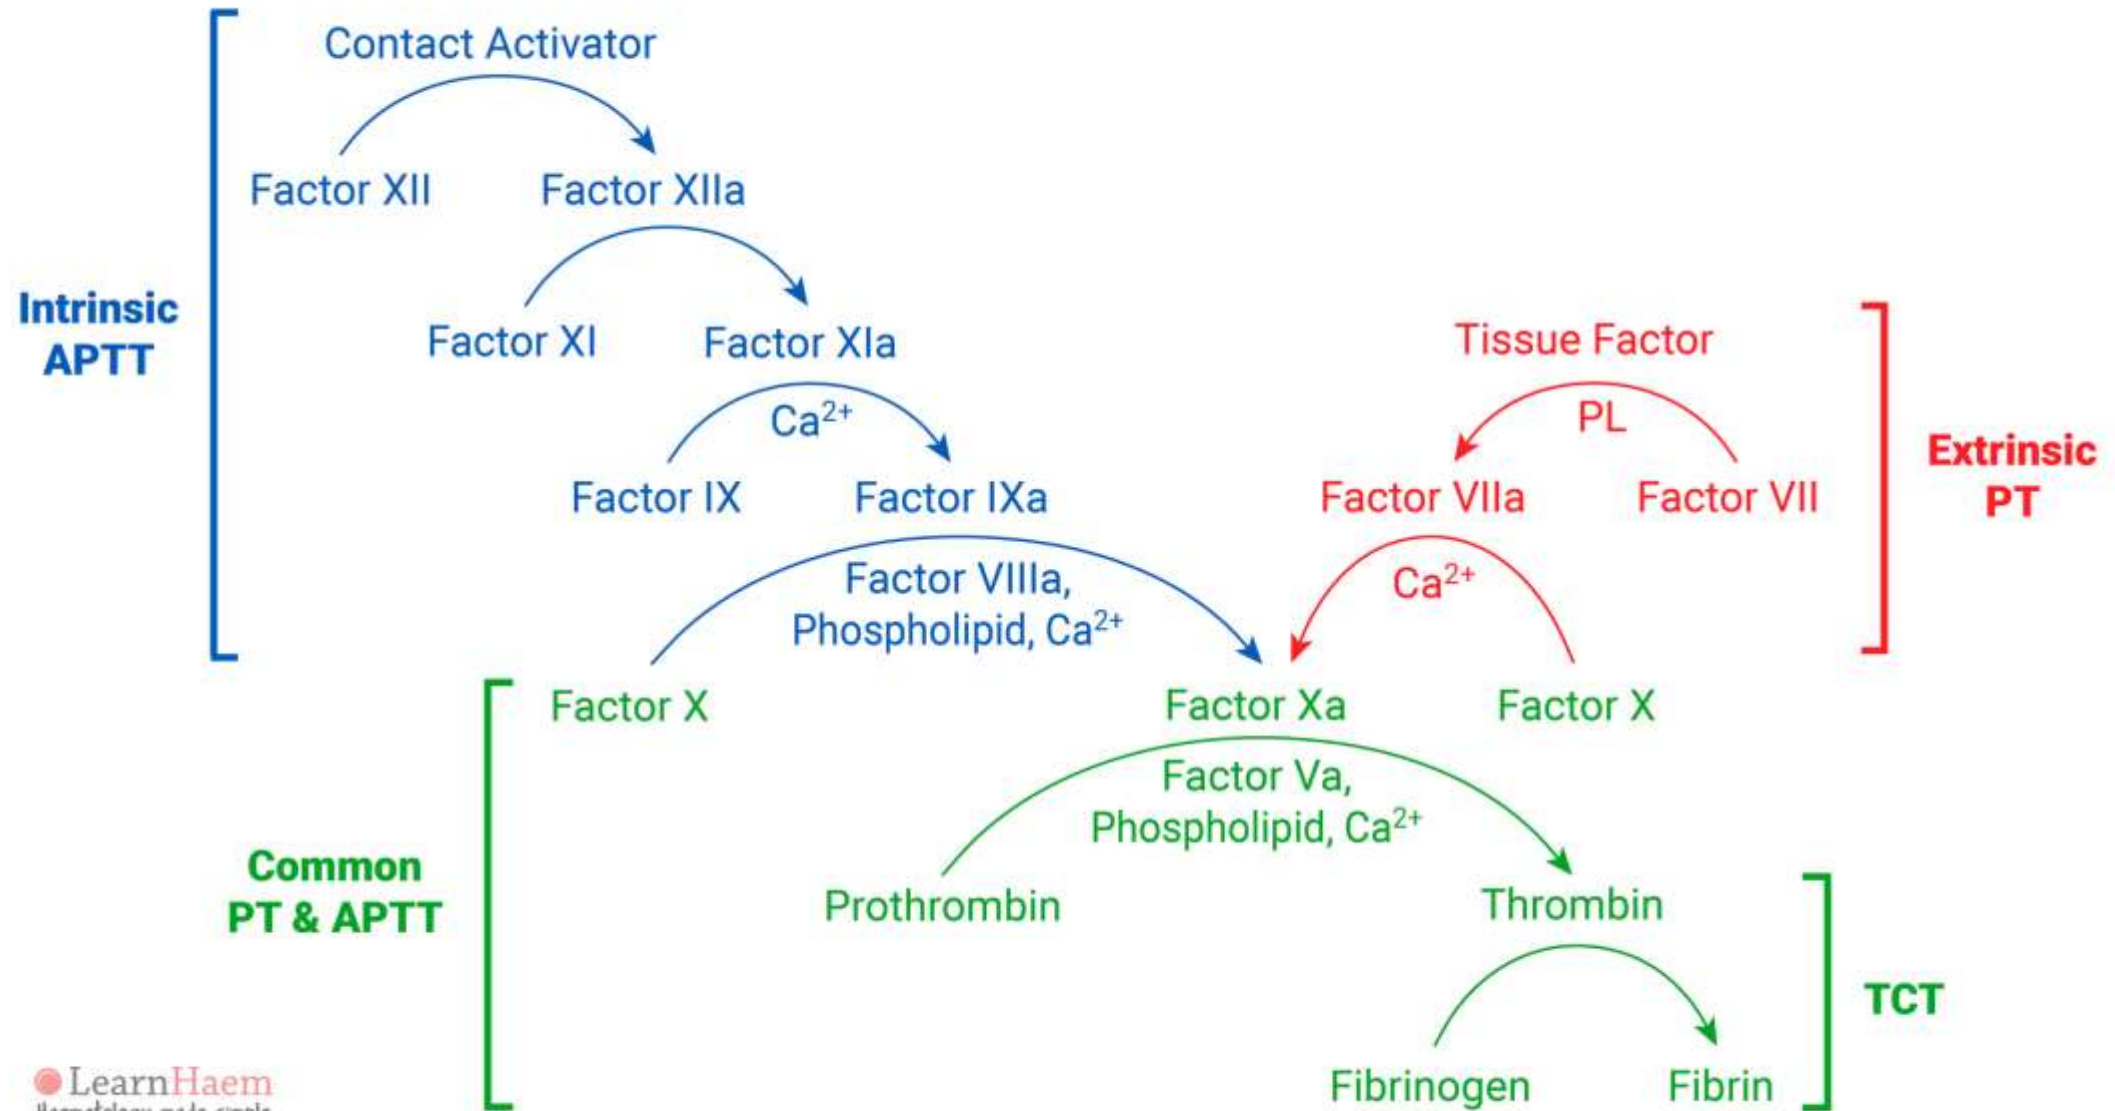 Contact Activator
Factor XII
Factor XIIa
Intrinsic
APTT
Factor XI
Factor XIa
Ca2+
Factor IX
Factor IXa
Factor VIIIa,
Phospholipid, Ca2+
Tissue Factor
PL
Factor VIIa
Factor VII
Ca2+
Extrinsic
PT
Factor X
Factor Xa
Factor X
Factor Va,
Phospholipid, Ca2+
Common
PT & APTT
Prothrombin
Thrombin
Fibrinogen
Fibrin
TCT
LearnHaem